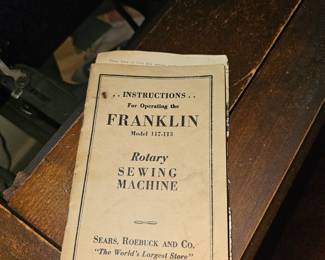 .. INSTRUCTIONS ..
For Operating the
FRANKLIN
Model 117-113
Rotary
SEWING
MACHINE
SEARS, ROEBUCK AND CO.
"The World's Largest Store"